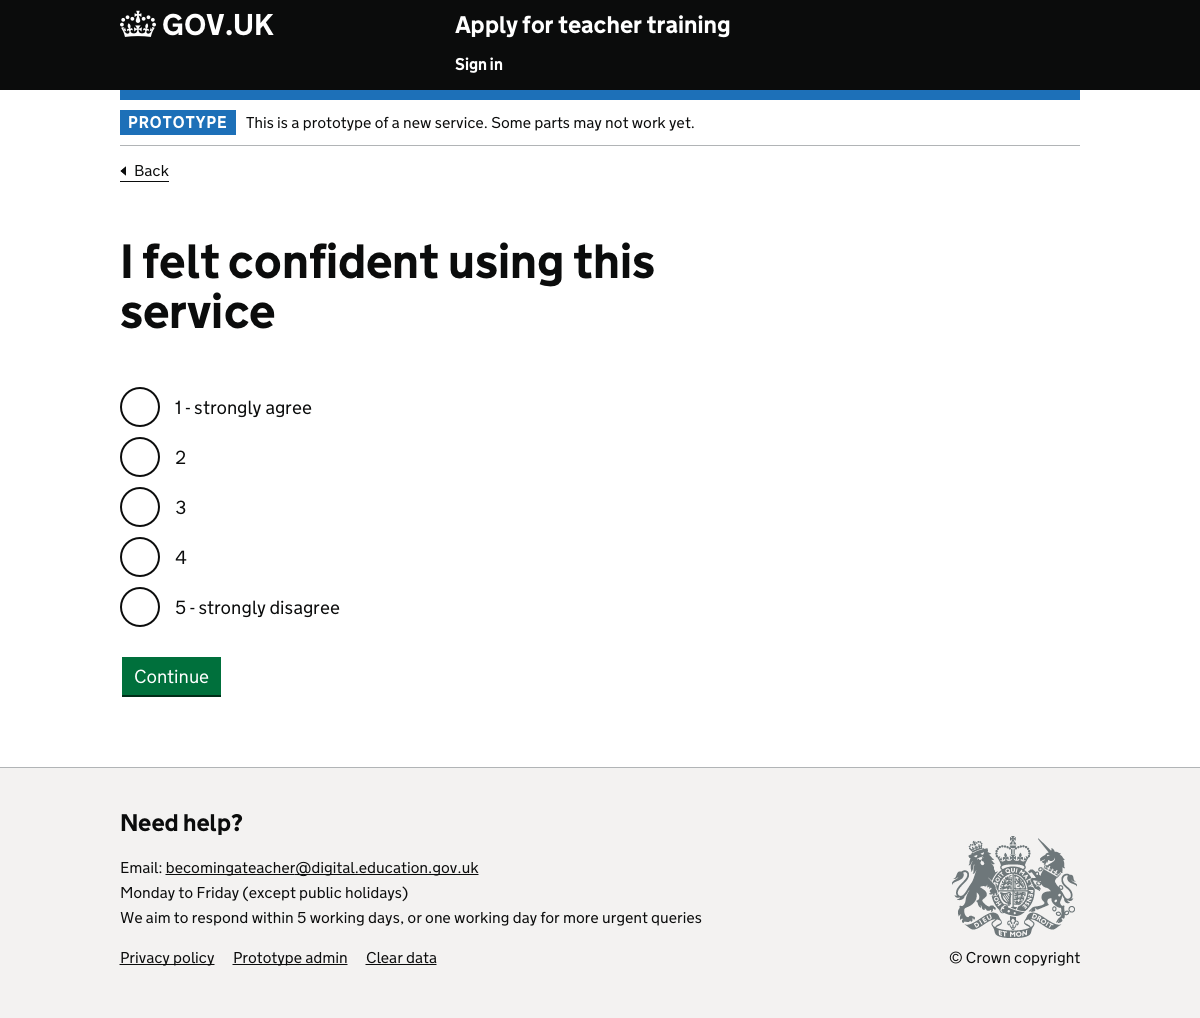 GOV.UK
Apply for teacher training
Sign in
PROTOTYPE This is a prototype of a new service. Some parts may not work yet.
Back
I felt confident using this
service
1 - strongly agree
2
3
4
5 - strongly disagree
Continue
Need help?
Email: becomingateacher@digital.education.gov.uk
Monday to Friday (except public holidays)
We aim to respond within 5 working days, or one working day for more urgent queries
Privacy policy Prototype admin Clear data
DIEU ET MON DROIT
© Crown copyright